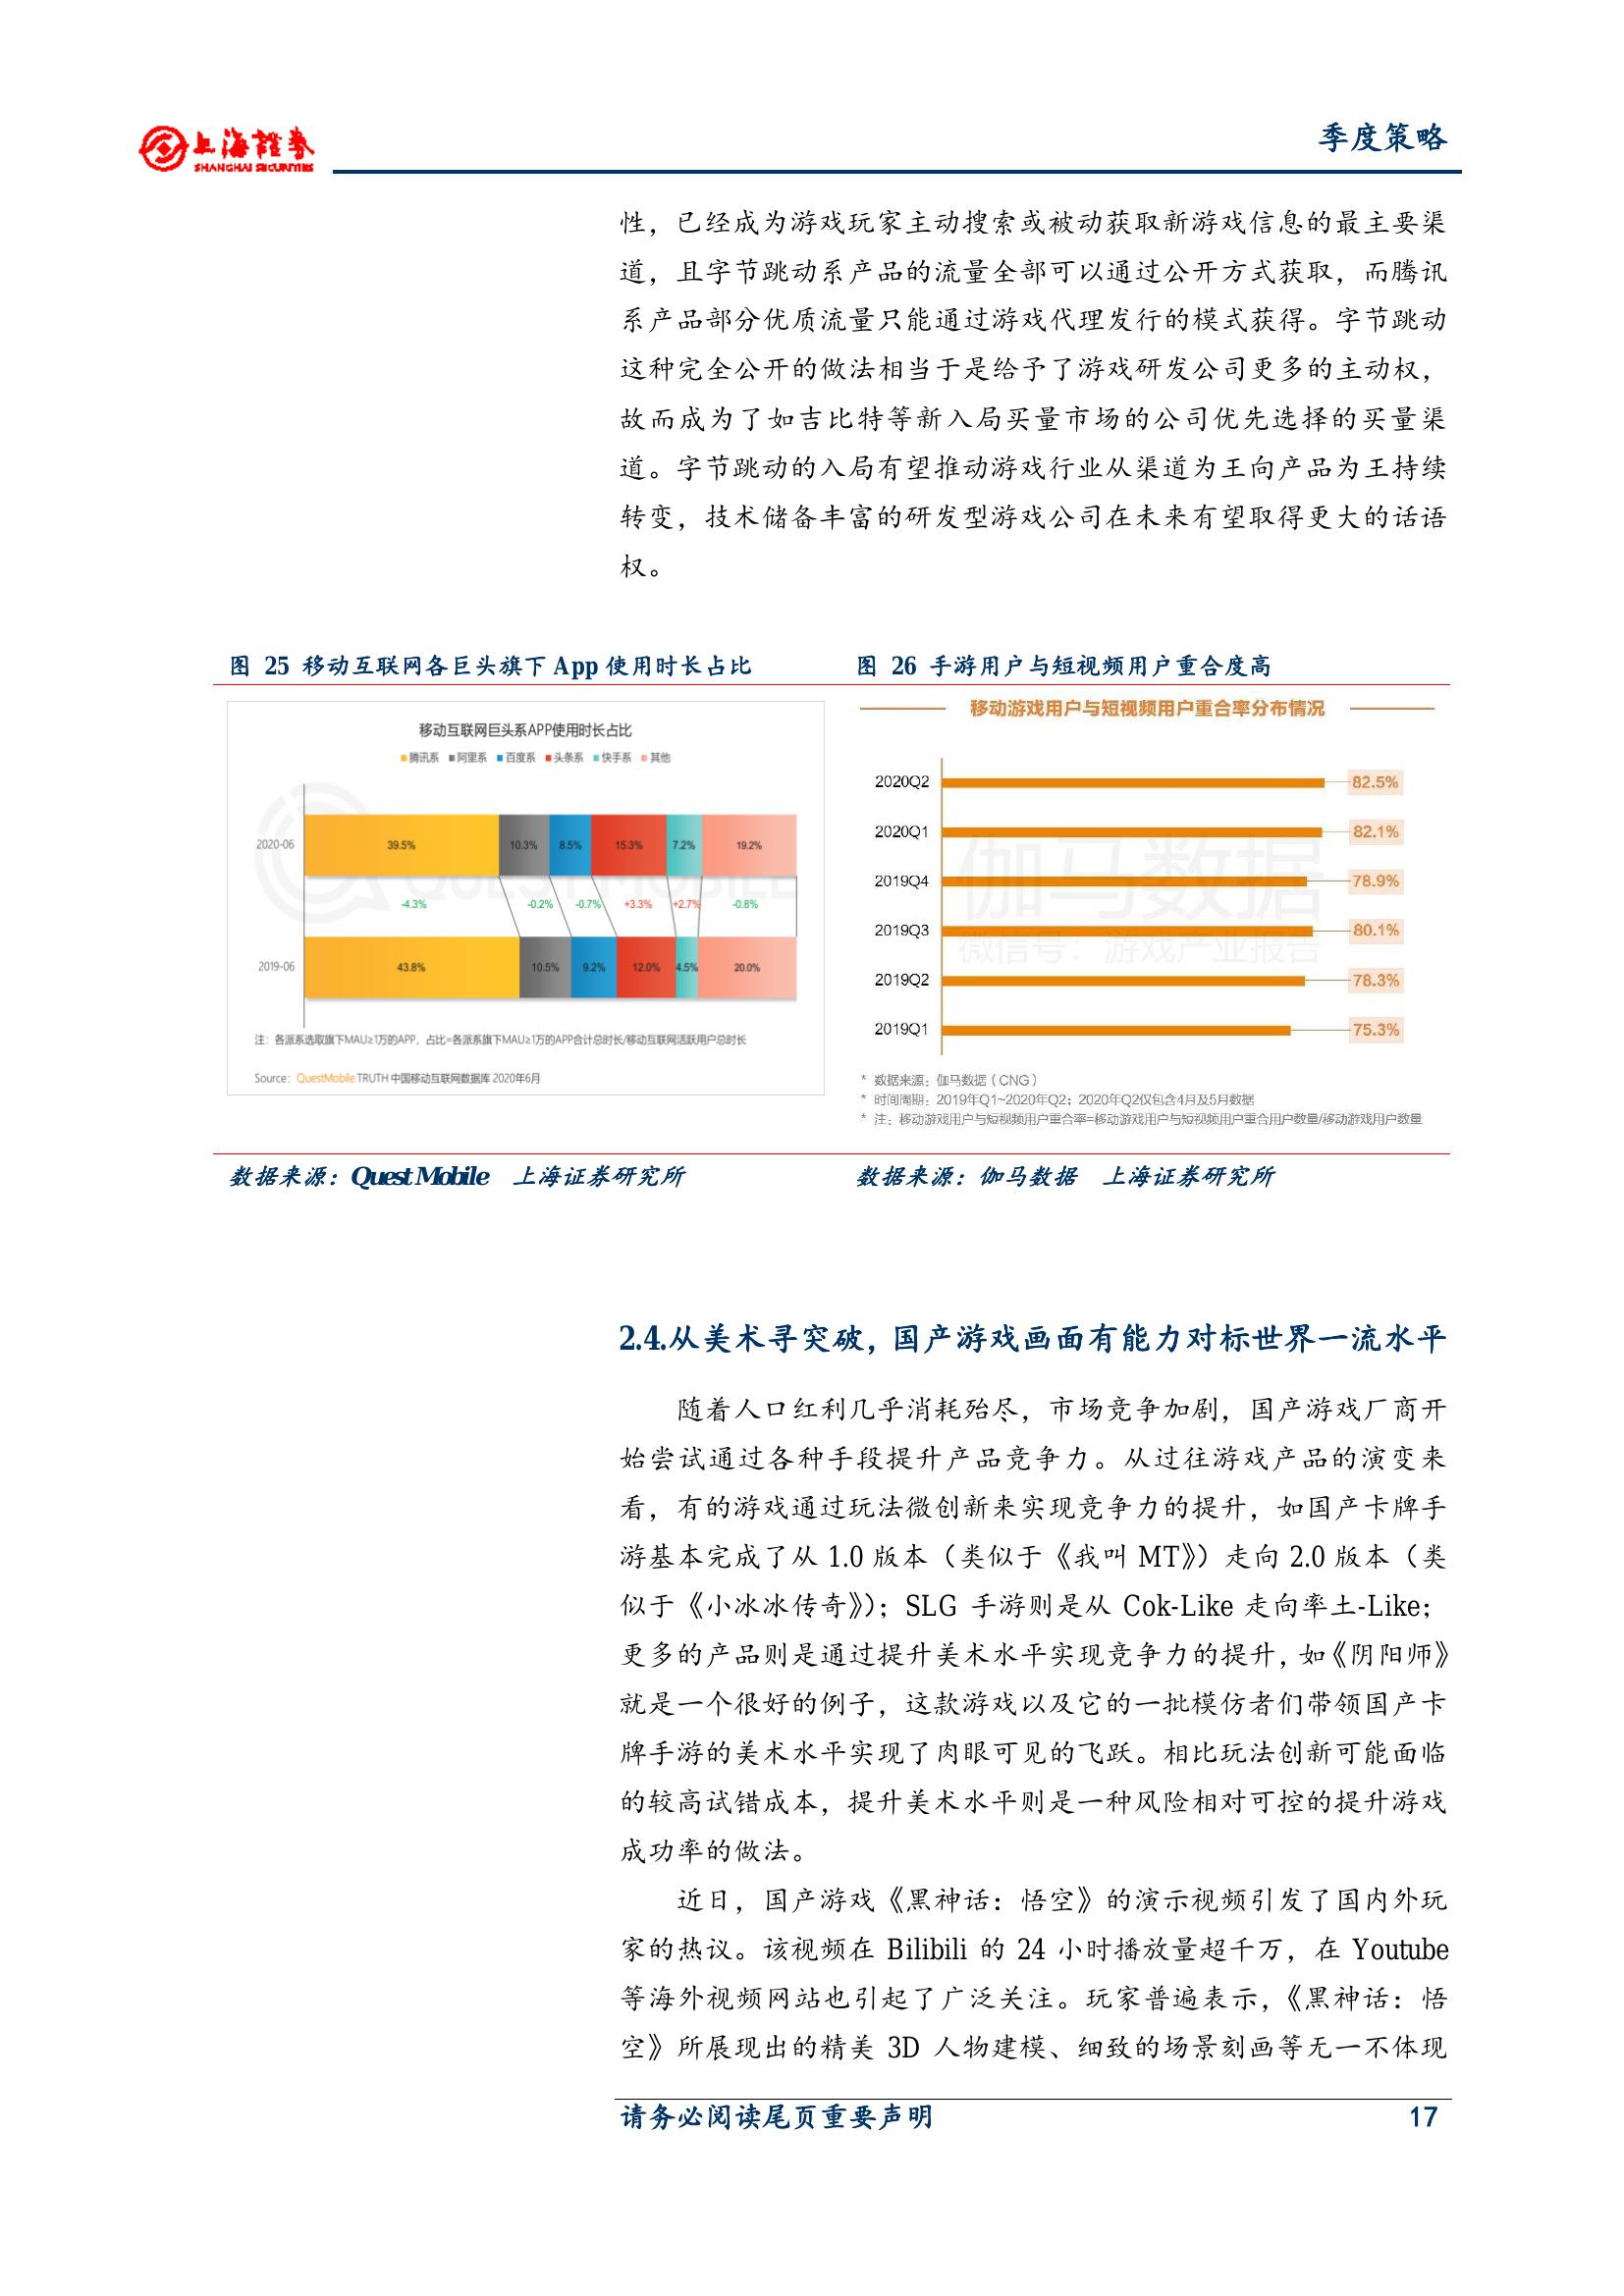 上海證券
SHANGHAI SECURITIES
季度策略
性，已经成为游戏玩家主动搜索或被动获取新游戏信息的最主要渠
道，且字节跳动系产品的流量全部可以通过公开方式获取，而腾讯
系产品部分优质流量只能通过游戏代理发行的模式获得。字节跳动
这种完全公开的做法相当于是给予了游戏研发公司更多的主动权，
故而成为了如吉比特等新入局买量市场的公司优先选择的买量渠
道。字节跳动的入局有望推动游戏行业从渠道为王向产品为王持续
转变，技术储备丰富的研发型游戏公司在未来有望取得更大的话语
权。
图 25 移动互联网各巨头旗下 App 使用时长占比
移动互联网巨头系APP使用时长占比
腾讯系 阿里系 百度系 头条系 快手系 其他
QUESTMOBILE
2020-06 39.5% 10.3% 8.5% 15.3% 7.2% 19.2%
-4.3% -0.2% -0.7% +3.3% +2.7% -0.8%
2019-06 43.8% 10.5% 9.2% 12.0% 4.5% 20.0%
注：各派系选取旗下MAU≥1万的APP，占比=各派系旗下MAU≥1万的APP合计总时长/移动互联网活跃用户总时长
Source：QuestMobile TRUTH 中国移动互联网数据库 2020年6月
数据来源：Quest Mobile 上海证券研究所
图 26 手游用户与短视频用户重合度高
移动游戏用户与短视频用户重合率分布情况
2020Q2 82.5%
2020Q1 82.1%
2019Q4 78.9%
2019Q3 80.1%
2019Q2 78.3%
2019Q1 75.3%
伽马数据
微信号：游戏产业报告
* 数据来源：伽马数据（CNG）
* 时间周期：2019年Q1~2020年Q2；2020年Q2仅包含4月及5月数据
* 注：移动游戏用户与短视频用户重合率=移动游戏用户与短视频用户重合用户数量/移动游戏用户数量
数据来源：伽马数据 上海证券研究所
2.4.从美术寻突破，国产游戏画面有能力对标世界一流水平
随着人口红利几乎消耗殆尽，市场竞争加剧，国产游戏厂商开
始尝试通过各种手段提升产品竞争力。从过往游戏产品的演变来
看，有的游戏通过玩法微创新来实现竞争力的提升，如国产卡牌手
游基本完成了从 1.0 版本（类似于《我叫 MT》）走向 2.0 版本（类
似于《小冰冰传奇》）；SLG 手游则是从 Cok-Like 走向率土-Like；
更多的产品则是通过提升美术水平实现竞争力的提升，如《阴阳师》
就是一个很好的例子，这款游戏以及它的一批模仿者们带领国产卡
牌手游的美术水平实现了肉眼可见的飞跃。相比玩法创新可能面临
的较高试错成本，提升美术水平则是一种风险相对可控的提升游戏
成功率的做法。
近日，国产游戏《黑神话：悟空》的演示视频引发了国内外玩
家的热议。该视频在 Bilibili 的 24 小时播放量超千万，在 Youtube
等海外视频网站也引起了广泛关注。玩家普遍表示，《黑神话：悟
空》所展现出的精美 3D 人物建模、细致的场景刻画等无一不体现
请务必阅读尾页重要声明 17